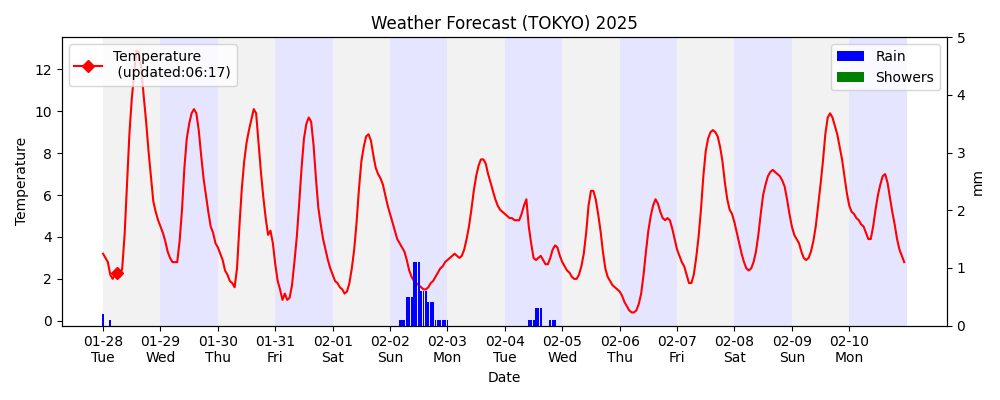 Weather Forecast (TOKYO) 2025
Temperature
(updated:06:17)
Rain
Showers
Temperature
12
10
8
6
4
2
0
5
4
3
2
1
0
mm
01-28 01-29 01-30 01-31 02-01 02-02 02-03 02-04 02-05 02-06 02-07 02-08 02-09 02-10
Tue Wed Thu Fri Sat Sun Mon Tue Wed Thu Fri Sat Sun Mon
Date